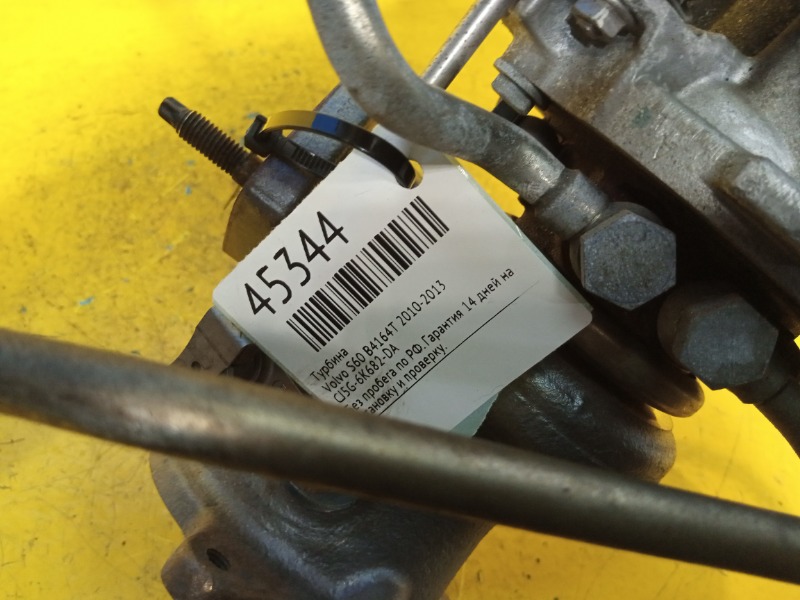 45344
Турбина
Volvo S60 B4164T 2010-2013
CJ5G-6K682-DA
Без пробега по РФ.Гарантия 14 дней на
и проверку.